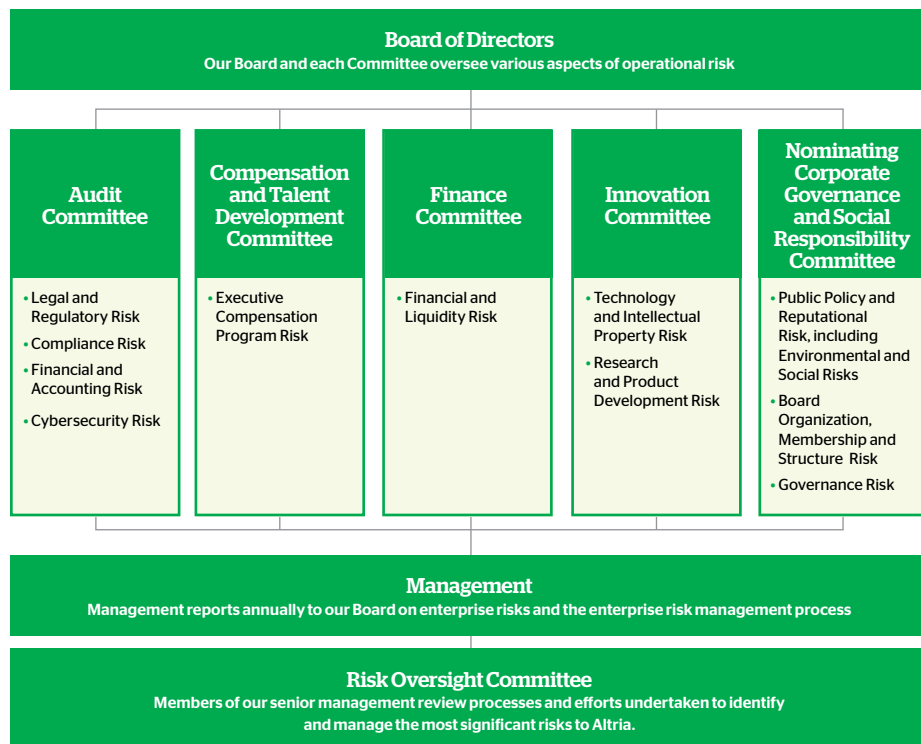 Board of Directors
Our Board and each Committee oversee various aspects of operational risk
Audit
Committee
• Legal and
Regulatory Risk
• Compliance Risk
• Financial and
Accounting Risk
• Cybersecurity Risk
Compensation
and Talent
Development
Committee
• Executive
Compensation
Program Risk
Finance
Committee
• Financial and
Liquidity Risk
Innovation
Committee
• Technology
and Intellectual
Property Risk
• Research
and Product
Development Risk
Nominating
Corporate
Governance
and Social
Responsibility
Committee
• Public Policy and
Reputational
Risk, including
Environmental and
Social Risks
• Board
Organization,
Membership and
Structure Risk
• Governance Risk
Management
Management reports annually to our Board on enterprise risks and the enterprise risk management process
Risk Oversight Committee
Members of our senior management review processes and efforts undertaken to identify
and manage the most significant risks to Altria.